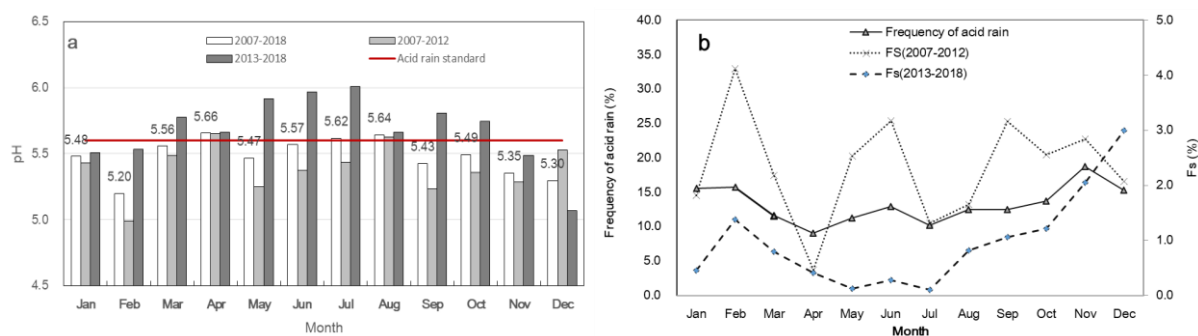 a
2007-2018
2007-2012
2013-2018
Acid rain standard
6.5
6.0
5.5
5.0
4.5
pH
5.48
5.20
5.56
5.66
5.47
5.57
5.62
5.64
5.43
5.49
5.35
5.30
Jan Feb Mar Apr May Jun Jul Aug Sep Oct Nov Dec
Month
b
Frequency of acid rain
FS(2007-2012)
Fs(2013-2018)
40.0
35.0
30.0
25.0
20.0
15.0
10.0
5.0
0.0
Frequency of acid rain (%)
5.0
4.0
3.0
2.0
1.0
0.0
Fs (%)
Jan Feb Mar Apr May Jun Jul Aug Sep Oct Nov Dec
Month